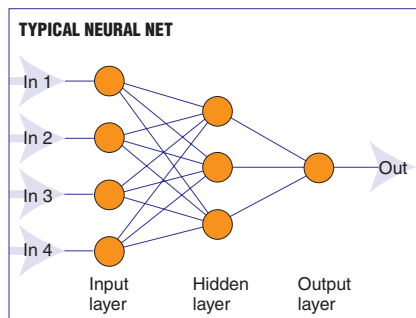 TYPICAL NEURAL NET
In 1
In 2
In 3
Out
In 4
Input
layer
Hidden
layer
Output
layer